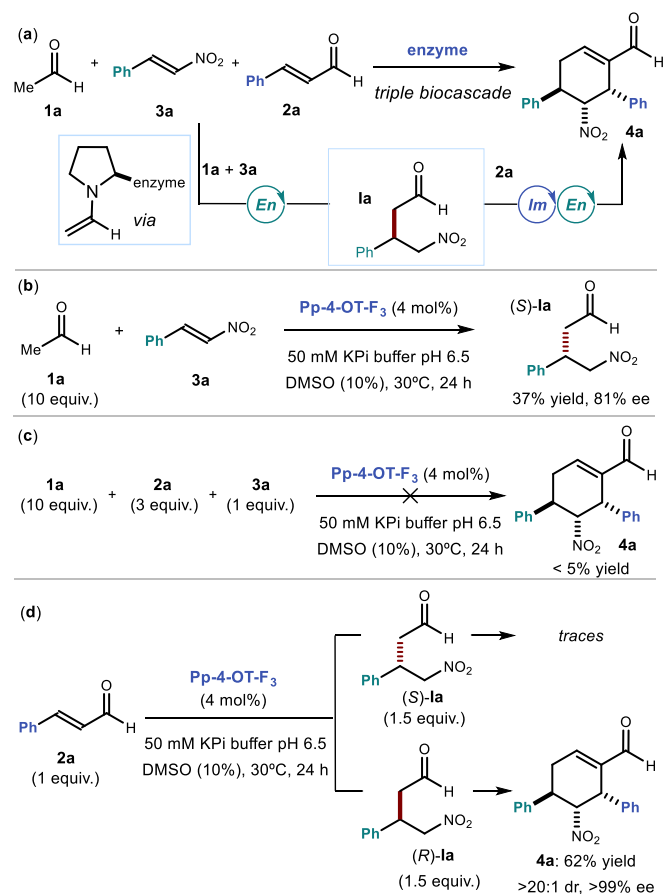 (a)
O
Me H
1a
+
Ph NO₂
3a
+
O
Ph H
2a
enzyme
triple biocascade
O
H
Ph Ph
NO₂ 4a
N enzyme
H via
1a + 3a
En
Ia O
H
NO₂
Ph
2a
Im En
(b)
O
Me H
1a
(10 equiv.)
+
Ph NO₂
3a
Pp-4-OT-F₃ (4 mol%)
50 mM KPi buffer pH 6.5
DMSO (10%), 30ºC, 24 h
(S)-Ia O
H
NO₂
Ph
37% yield, 81% ee
(c)
1a + 2a + 3a
(10 equiv.) (3 equiv.) (1 equiv.)
Pp-4-OT-F₃ (4 mol%)
50 mM KPi buffer pH 6.5
DMSO (10%), 30ºC, 24 h
O
H
Ph Ph
NO₂ 4a
< 5% yield
(d)
O
Ph H
2a
(1 equiv.)
Pp-4-OT-F₃
(4 mol%)
50 mM KPi buffer pH 6.5
DMSO (10%), 30ºC, 24 h
O
H
NO₂
Ph
(S)-Ia
(1.5 equiv.)
traces
O
H
NO₂
Ph
(R)-Ia
(1.5 equiv.)
O
H
Ph Ph
NO₂
4a: 62% yield
>20:1 dr, >99% ee